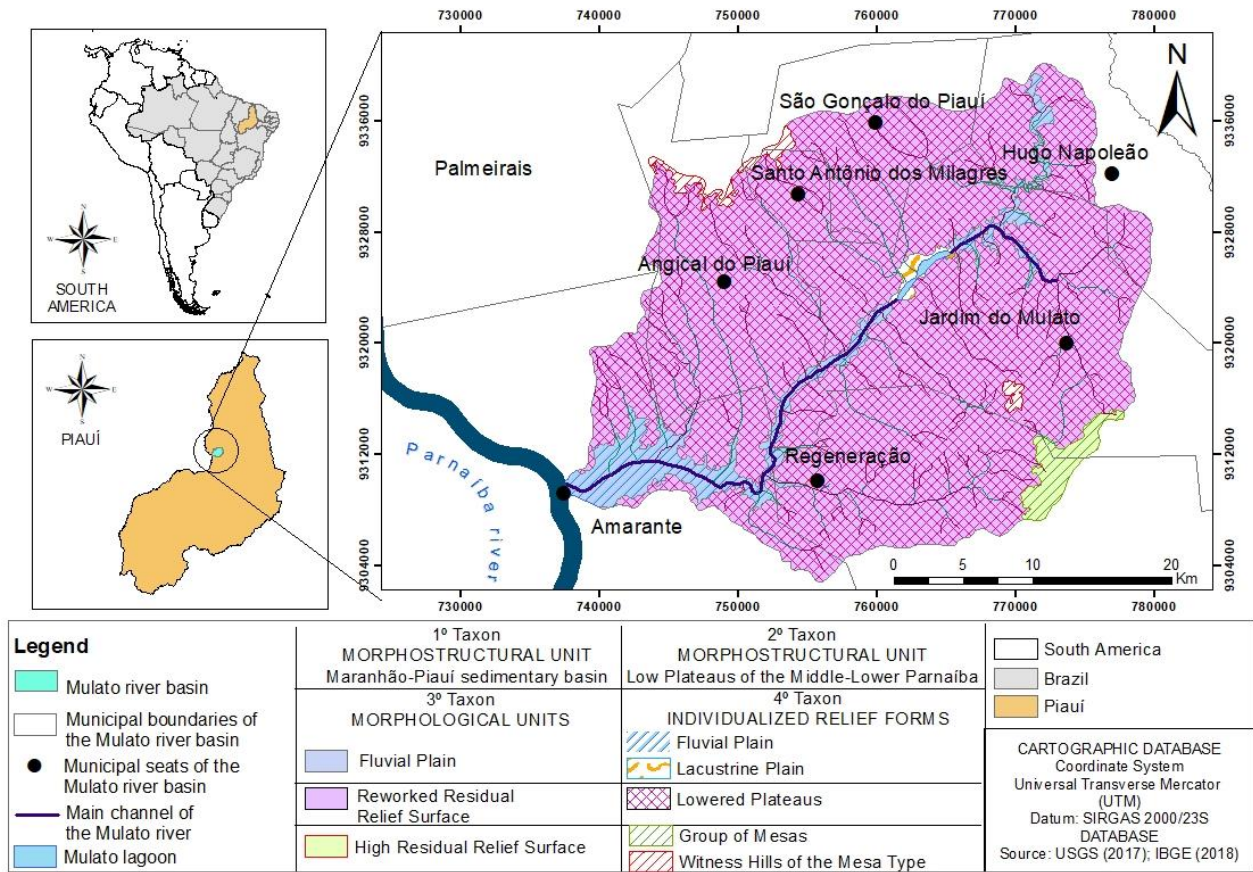 730000 740000 750000 760000 770000 780000
N
São Gonçalo do Piauí
Hugo Napoleão
Palmeirais
Santo Antônio dos Milagres
Angical do Piauí
Jardim do Mulato
Regeneração
Amarante
Parnaíba river
9336000
9328000
9320000
9312000
9304000
9336000
9328000
9320000
9312000
9304000
0 5 10 15 20
Km
730000 740000 750000 760000 770000 780000
N
W E
S
SOUTH
AMERICA
N
W E
S
PIAUÍ
Legend
Mulato river basin
Municipal boundaries of
the Mulato river basin
Municipal seats of the
Mulato river basin
Main channel of
the Mulato river
Mulato lagoon
1º Taxon
MORPHOSTRUCTURAL UNIT
Maranhão-Piauí sedimentary basin
2º Taxon
MORPHOSTRUCTURAL UNIT
Low Plateaus of the Middle-Lower Parnaíba
3º Taxon
MORPHOLOGICAL UNITS
Fluvial Plain
Reworked Residual
Relief Surface
High Residual Relief Surface
4º Taxon
INDIVIDUALIZED RELIEF FORMS
Fluvial Plain
Lacustrine Plain
Lowered Plateaus
Group of Mesas
Witness Hills of the Mesa Type
South America
Brazil
Piauí
CARTOGRAPHIC DATABASE
Coordinate System
Universal Transverse Mercator
(UTM)
Datum: SIRGAS 2000/23S
DATABASE
Source: USGS (2017); IBGE (2018)